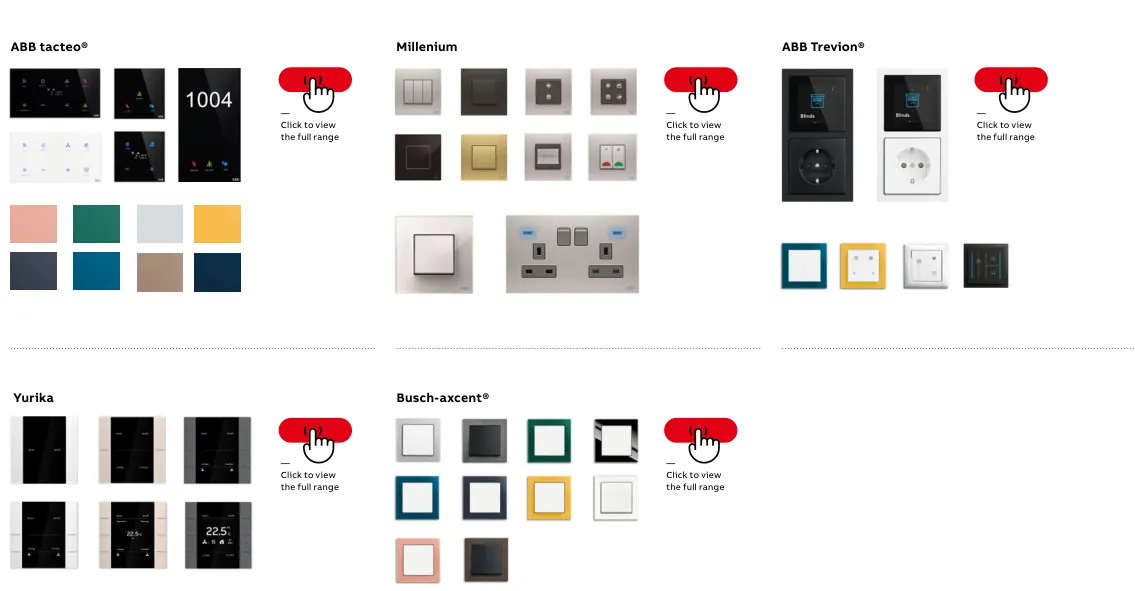 ABB tacteo®
1004
Click to view
the full range
Millenium
Click to view
the full range
ABB Trevion®
Blinds
Blinds
Click to view
the full range
Yurika
22.5
22.5
Click to view
the full range
Busch-axcent®
Click to view
the full range